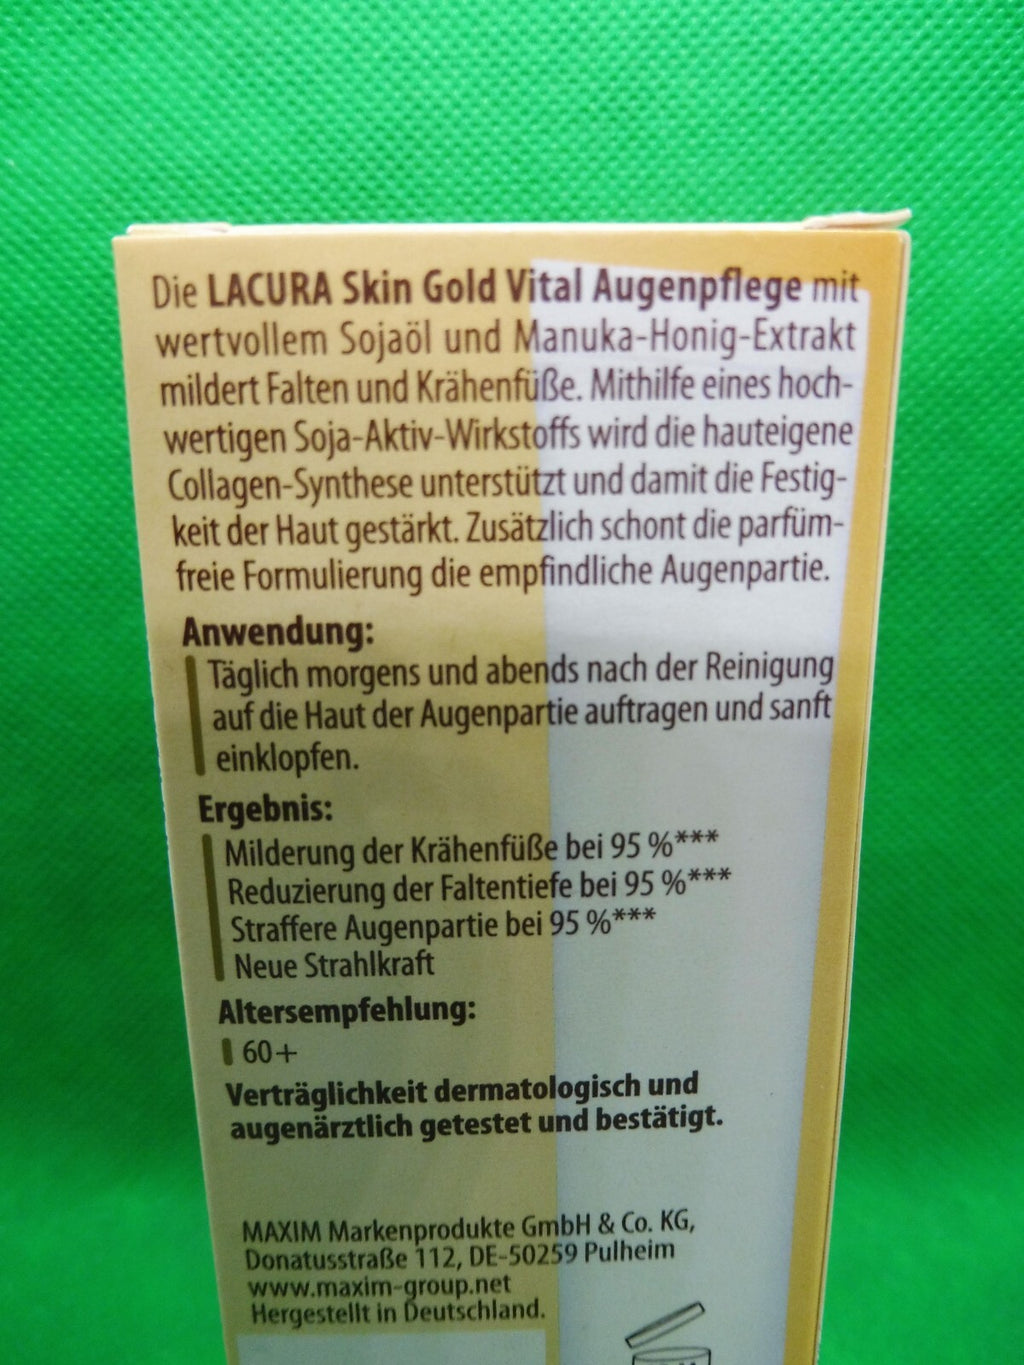 Die LACURA Skin Gold Vital Augenpflege mit
wertvollem Sojaöl und Manuka-Honig-Extrakt
mildert Falten und Krähenfüße. Mithilfe eines hoch-
wertigen Soja-Aktiv-Wirkstoffs wird die hauteigene
Collagen-Synthese unterstützt und damit die Festig-
keit der Haut gestärkt. Zusätzlich schont die parfüm-
freie Formulierung die empfindliche Augenpartie.
Anwendung:
Täglich morgens und abends nach der Reinigung
auf die Haut der Augenpartie auftragen und sanft
einklopfen.
Ergebnis:
Milderung der Krähenfüße bei 95 %***
Reduzierung der Faltentiefe bei 95 %***
Straffere Augenpartie bei 95 %***
Neue Strahlkraft
Altersempfehlung:
60+
Verträglichkeit dermatologisch und
augenärztlich getestet und bestätigt.
MAXIM Markenprodukte GmbH & Co. KG,
Donatusstraße 112, DE-50259 Pulheim
www.maxim-group.net
Hergestellt in Deutschland.